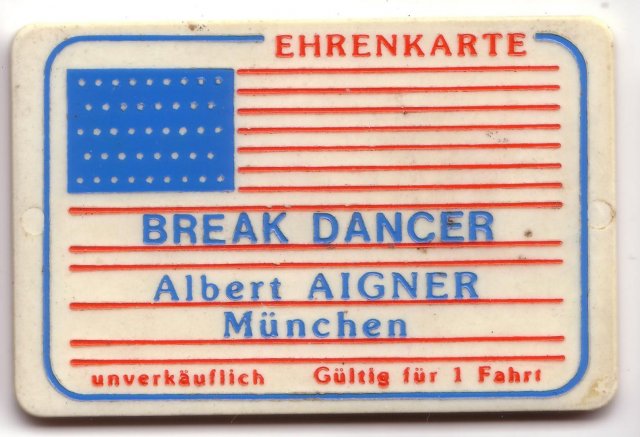 EHRENKARTE
BREAK DANCER
Albert AIGNER
München
unverkäuflich Gültig für 1 Fahrt